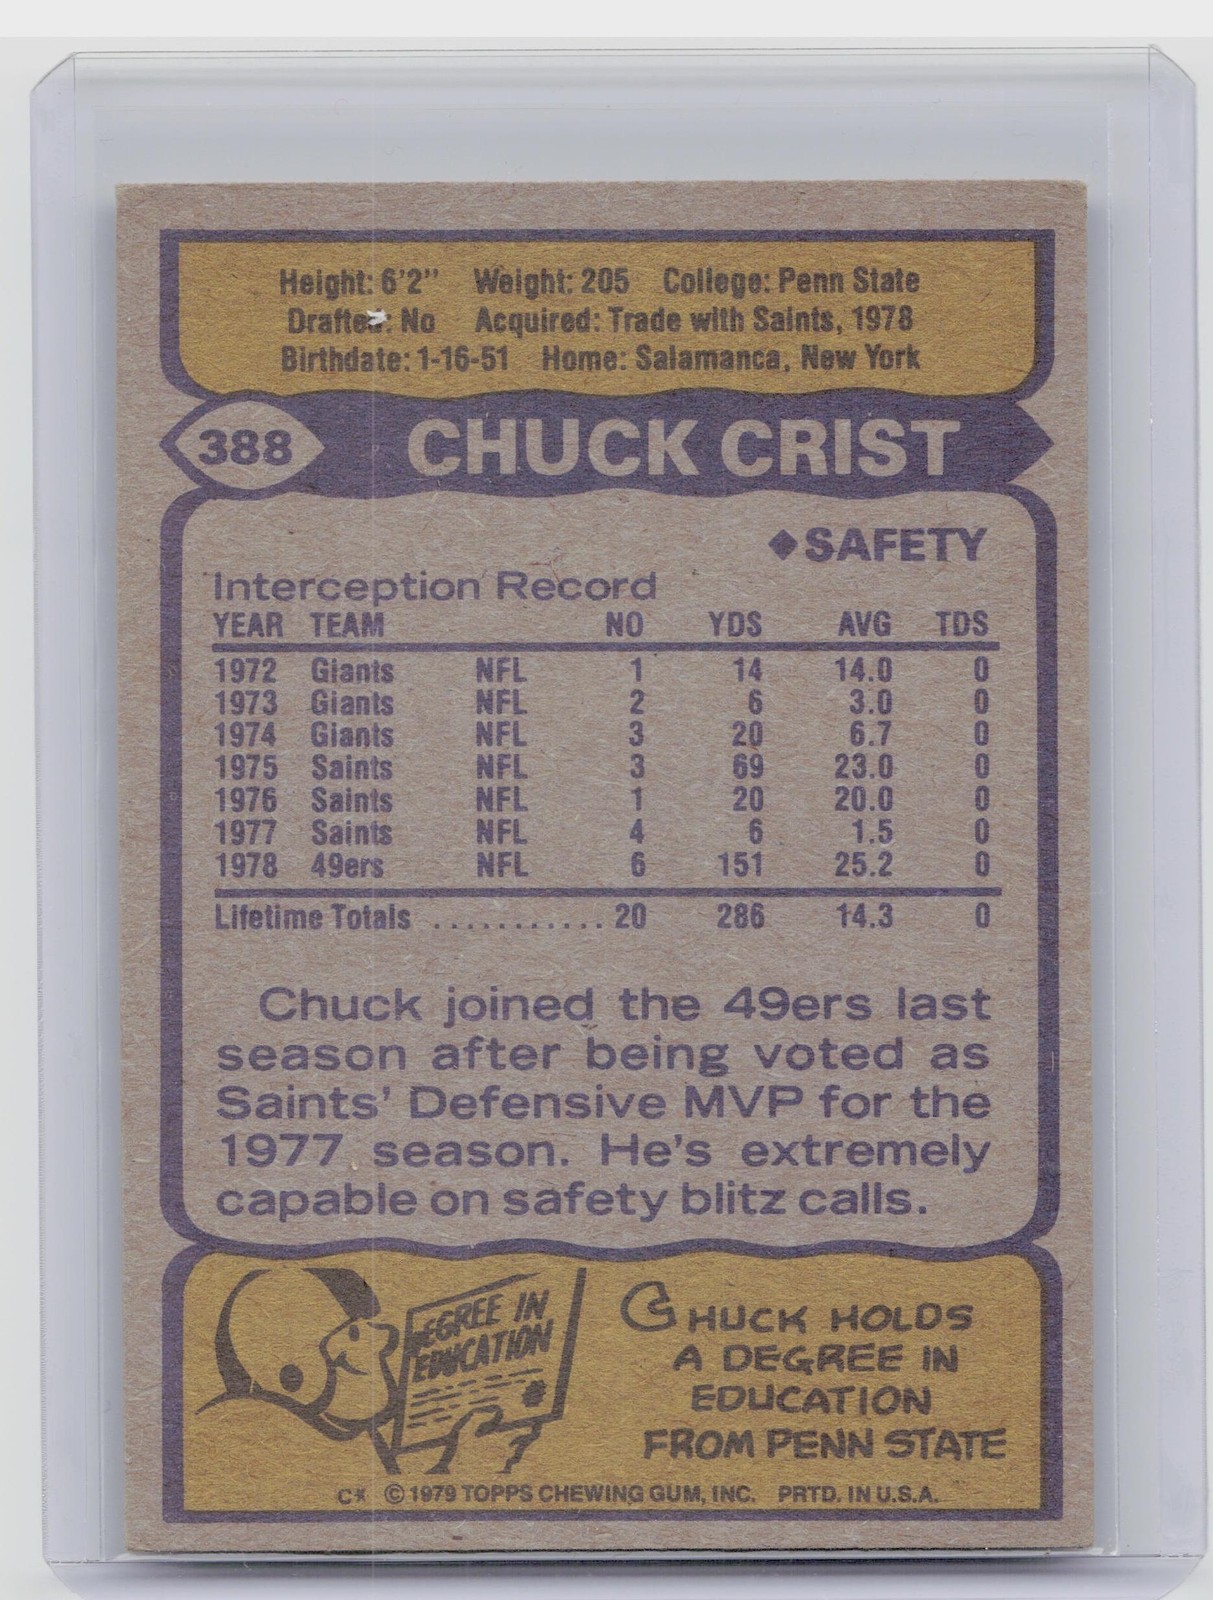 Height: 6'2" Weight: 205 College: Penn State
Drafted: No Acquired: Trade with Saints, 1978
Birthdate: 1-16-51 Home: Salamanca, New York
388 CHUCK CRIST
◆SAFETY
Interception Record
YEAR TEAM NO YDS AVG TDS
1972 Giants NFL 1 14 14.0 0
1973 Giants NFL 2 6 3.0 0
1974 Giants NFL 3 20 6.7 0
1975 Saints NFL 3 69 23.0 0
1976 Saints NFL 1 20 20.0 0
1977 Saints NFL 4 6 1.5 0
1978 49ers NFL 6 151 25.2 0
Lifetime Totals ........... 20 286 14.3 0
Chuck joined the 49ers last
season after being voted as
Saints' Defensive MVP for the
1977 season. He's extremely
capable on safety blitz calls.
DEGREE IN
EDUCATION
CHUCK HOLDS
A DEGREE IN
EDUCATION
FROM PENN STATE
C* © 1979 TOPPS CHEWING GUM, INC. PRTD. IN U.S.A.